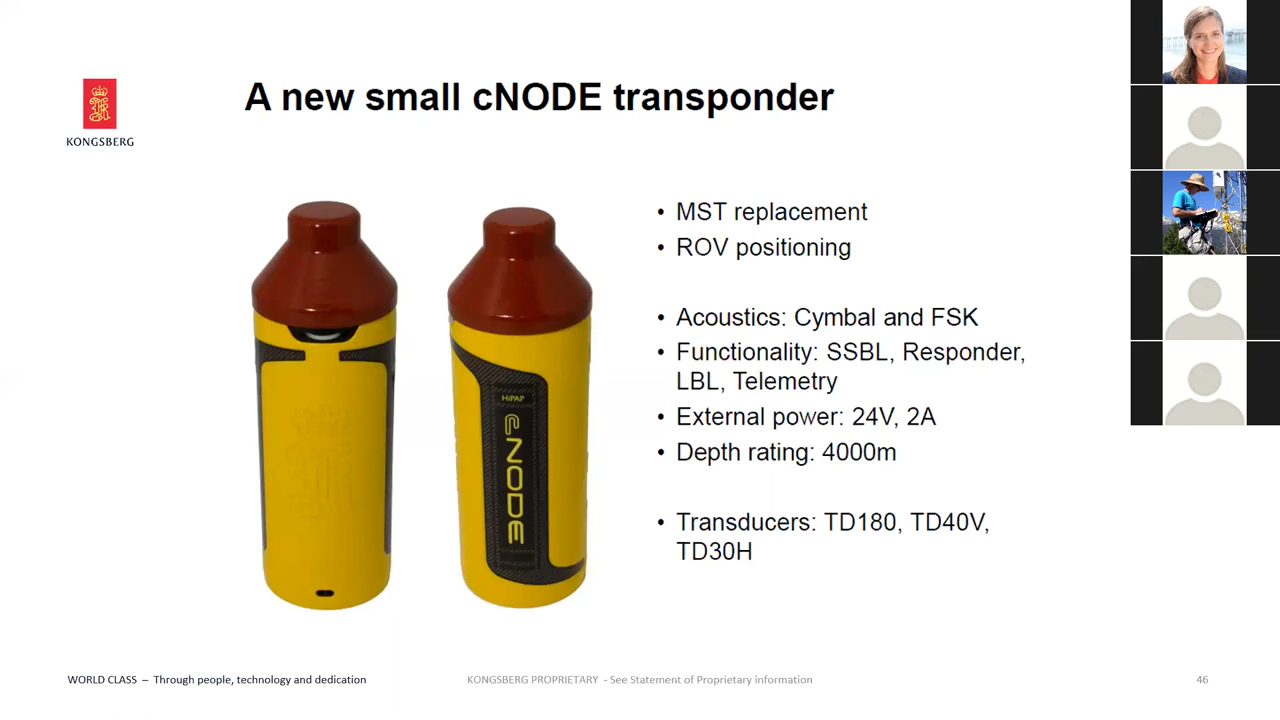 A new small cNODE transponder
KONGSBERG
• MST replacement
• ROV positioning
• Acoustics: Cymbal and FSK
• Functionality: SSBL, Responder,
LBL, Telemetry
• External power: 24V, 2A
• Depth rating: 4000m
• Transducers: TD180, TD40V,
TD30H
HiPAP
cNODE
WORLD CLASS – Through people, technology and dedication
KONGSBERG PROPRIETARY - See Statement of Proprietary information
46